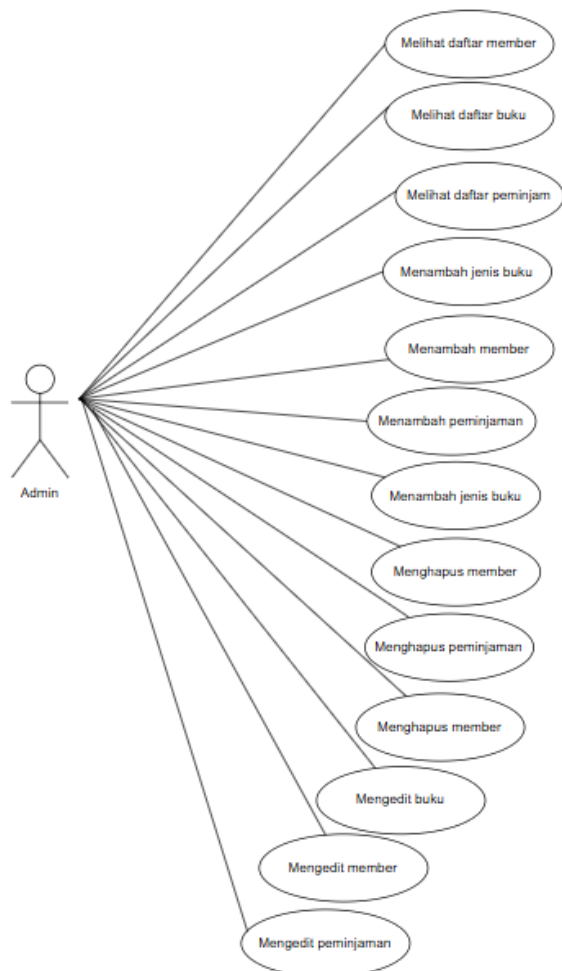 Melihat daftar member
Melihat daftar buku
Melihat daftar peminjam
Menambah jenis buku
Menambah member
Menambah peminjaman
Admin
Menambah jenis buku
Menghapus member
Menghapus peminjaman
Menghapus member
Mengedit buku
Mengedit member
Mengedit peminjaman